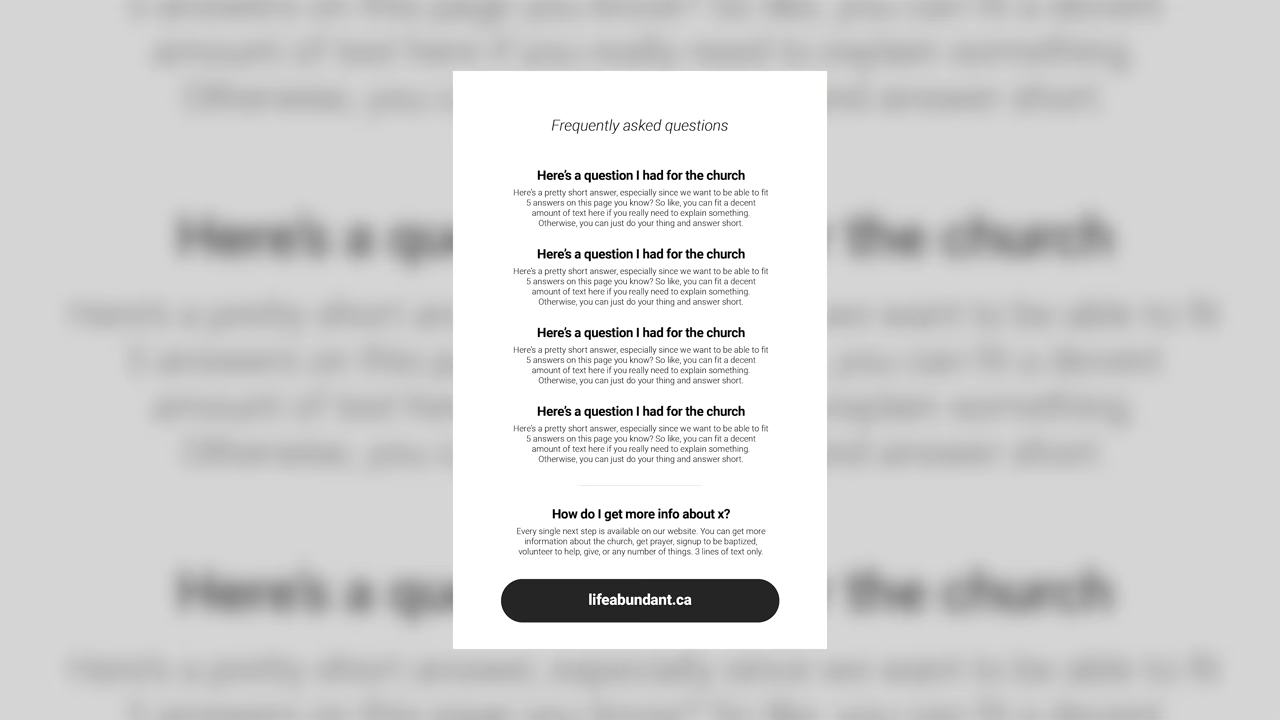 Frequently asked questions
Here's a question I had for the church
Here's a pretty short answer, especially since we want to be able to fit
5 answers on this page you know? So like, you can fit a decent
amount of text here if you really need to explain something.
Otherwise, you can just do your thing and answer short.
Here's a question I had for the church
Here's a pretty short answer, especially since we want to be able to fit
5 answers on this page you know? So like, you can fit a decent
amount of text here if you really need to explain something.
Otherwise, you can just do your thing and answer short.
Here's a question I had for the church
Here's a pretty short answer, especially since we want to be able to fit
5 answers on this page you know? So like, you can fit a decent
amount of text here if you really need to explain something.
Otherwise, you can just do your thing and answer short.
Here's a question I had for the church
Here's a pretty short answer, especially since we want to be able to fit
5 answers on this page you know? So like, you can fit a decent
amount of text here if you really need to explain something.
Otherwise, you can just do your thing and answer short.
How do I get more info about x?
Every single next step is available on our website. You can get more
information about the church, get prayer, signup to be baptized,
volunteer to help, give, or any number of things. 3 lines of text only.
lifeabundant.ca